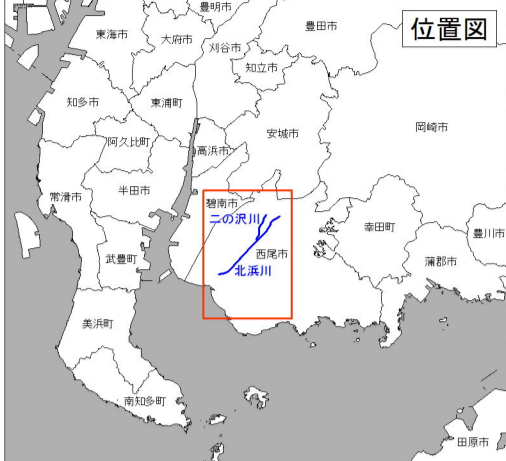 位置図
豊明市
豊田市
東海市
大府市
刈谷市
知立市
知多市
東浦町
安城市
岡崎市
阿久比町
高浜市
常滑市
半田市
碧南市
二の沢川
幸田町
豊川市
武豊町
西尾市
蒲郡市
北浜川
美浜町
南知多町
田原市